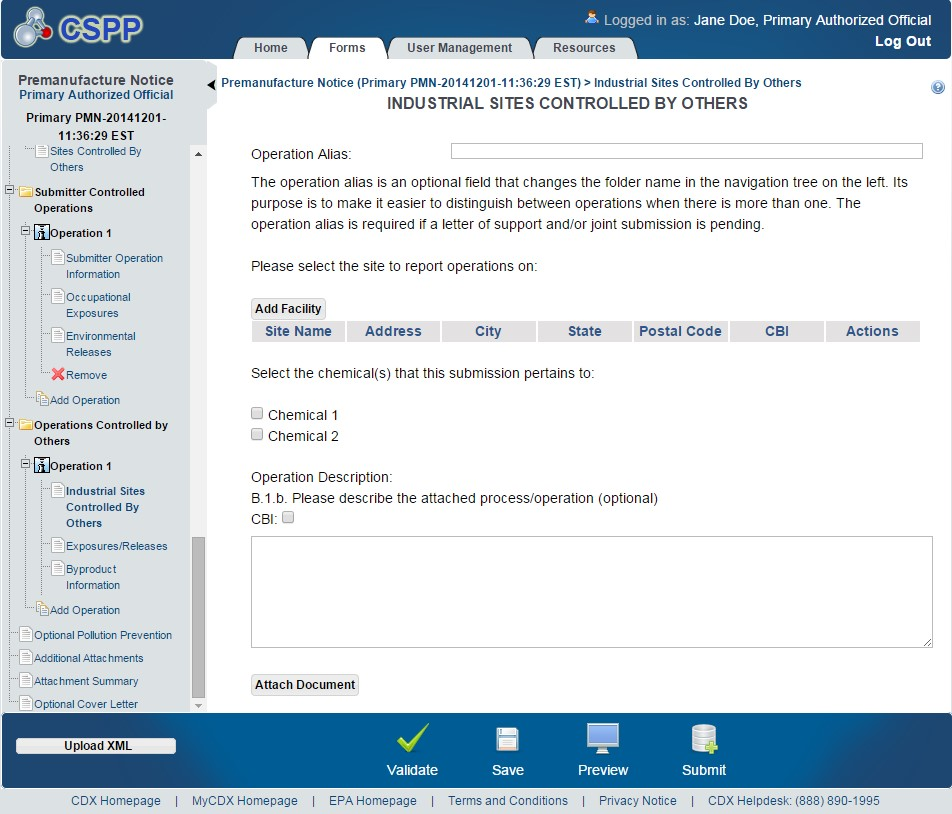 CSPP
Logged in as: Jane Doe, Primary Authorized Official
Log Out
Home
Forms
User Management
Resources
Premanufacture Notice
Primary Authorized Official
Primary PMN-20141201-
11:36:29 EST
Sites Controlled By
Others
Submitter Controlled
Operations
Operation 1
Submitter Operation
Information
Occupational
Exposures
Environmental
Releases
Remove
Add Operation
Operations Controlled by
Others
Operation 1
Industrial Sites
Controlled By
Others
Exposures/Releases
Byproduct
Information
Add Operation
Optional Pollution Prevention
Additional Attachments
Attachment Summary
Optional Cover Letter
Premanufacture Notice (Primary PMN-20141201-11:36:29 EST) > Industrial Sites Controlled By Others
?
INDUSTRIAL SITES CONTROLLED BY OTHERS
Operation Alias:
The operation alias is an optional field that changes the folder name in the navigation tree on the left. Its
purpose is to make it easier to distinguish between operations when there is more than one. The
operation alias is required if a letter of support and/or joint submission is pending.
Please select the site to report operations on:
Add Facility
Site Name Address City State Postal Code CBI Actions
Select the chemical(s) that this submission pertains to:
Chemical 1
Chemical 2
Operation Description:
B.1.b. Please describe the attached process/operation (optional)
CBI:
Attach Document
Upload XML
Validate
Save
Preview
Submit
CDX Homepage | MyCDX Homepage | EPA Homepage | Terms and Conditions | Privacy Notice | CDX Helpdesk: (888) 890-1995